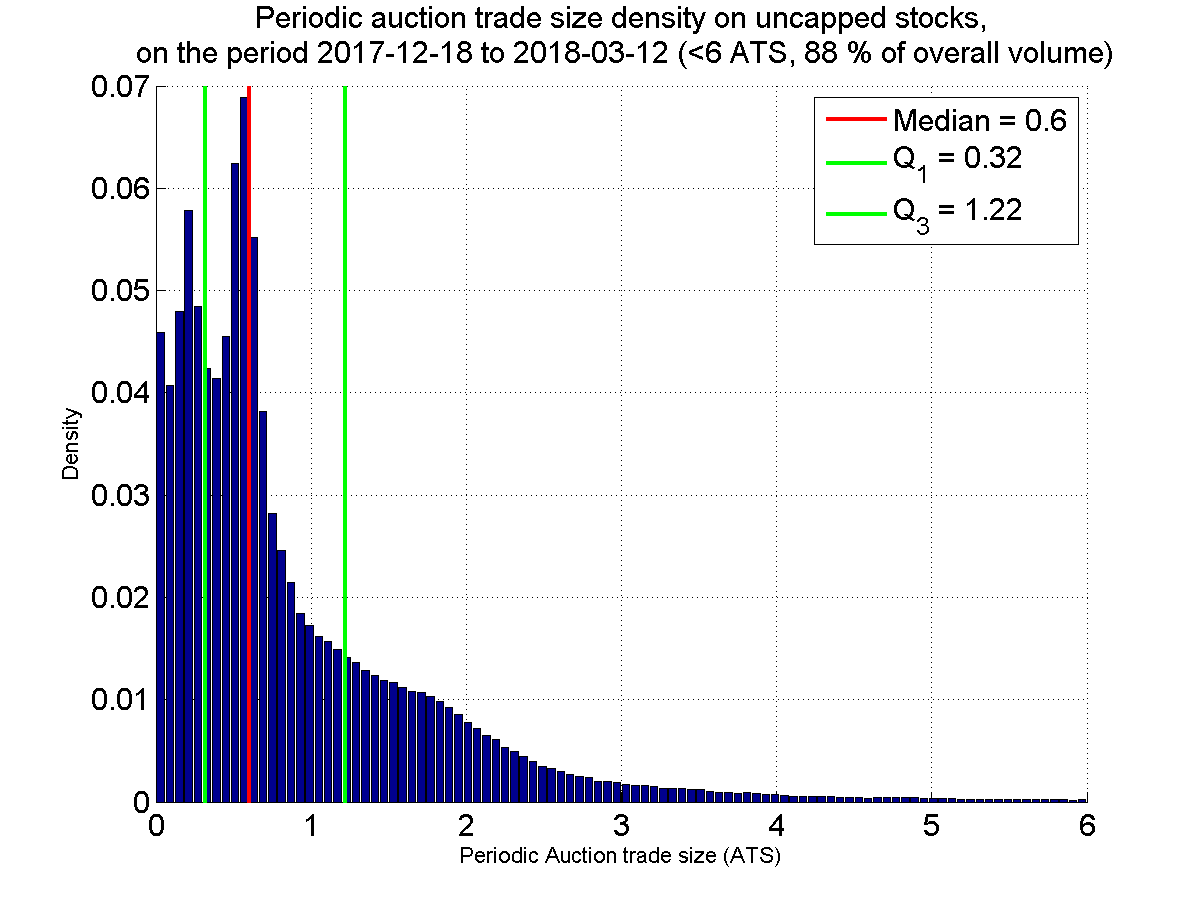 Periodic auction trade size density on uncapped stocks,
on the period 2017-12-18 to 2018-03-12 (<6 ATS, 88 % of overall volume)
Median = 0.6
Q1 = 0.32
Q3 = 1.22
0.07
0.06
0.05
0.04
0.03
0.02
0.01
0
Density
0 1 2 3 4 5 6
Periodic Auction trade size (ATS)